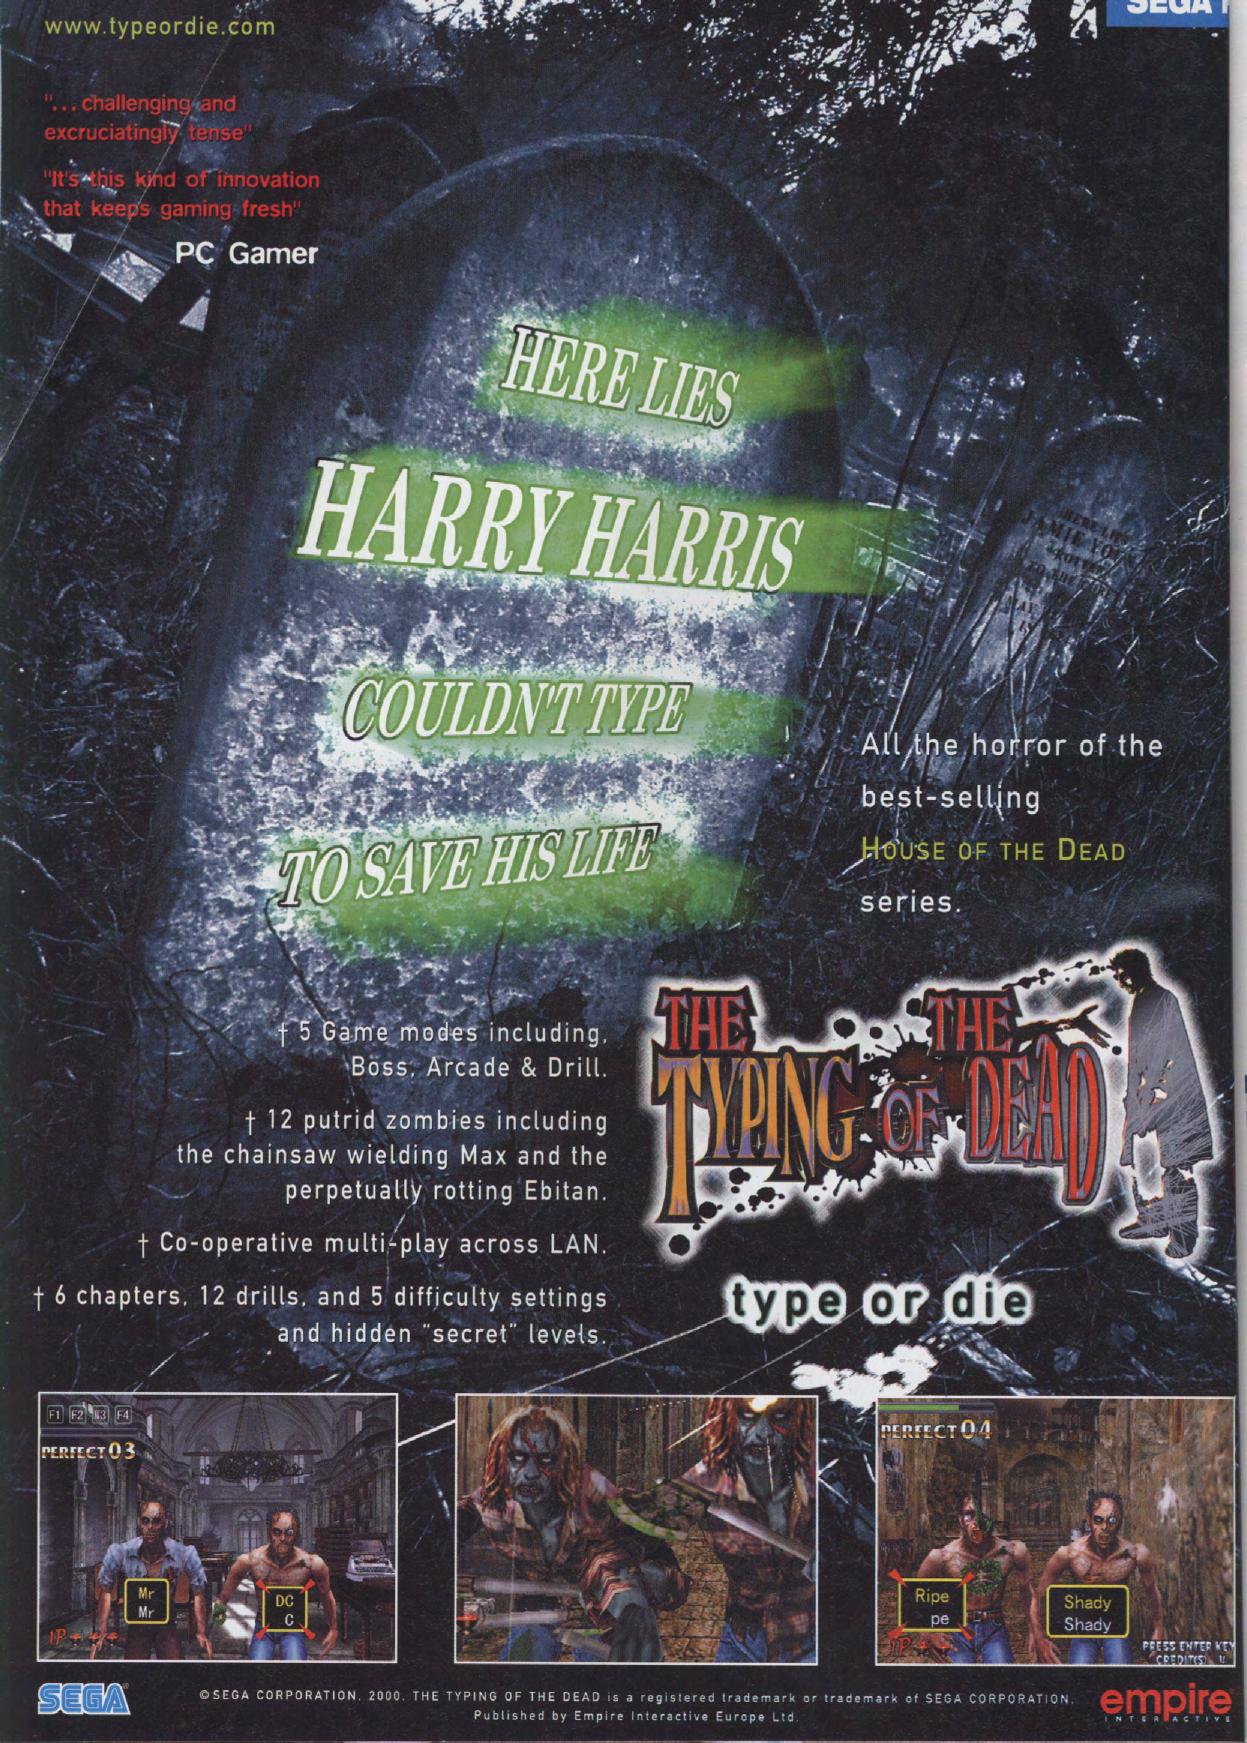 www.typeordie.com
SEGA
"...challenging and
excruciatingly tense"
"It's this kind of innovation
that keeps gaming fresh"
PC Gamer
HERE LIES
HARRY HARRIS
COULDN'T TYPE
TO SAVE HIS LIFE
JAMIE
All the horror of the
best-selling
HOUSE OF THE DEAD
series.
† 5 Game modes including,
Boss, Arcade & Drill.
† 12 putrid zombies including
the chainsaw wielding Max and the
perpetually rotting Ebitan.
† Co-operative multi-play across LAN.
† 6 chapters, 12 drills, and 5 difficulty settings
and hidden "secret" levels.
THE TYPING OF THE DEAD
type or die
F1 F2 F4
PERFECT 03
Mr
Mr
DC
C
1P
PERFECT 04
Ripe
pe
Shady
Shady
1P
PRESS ENTER KEY
CREDIT(S)
SEGA®
©SEGA CORPORATION, 2000. THE TYPING OF THE DEAD is a registered trademark or trademark of SEGA CORPORATION.
Published by Empire Interactive Europe Ltd.
empire
INTERACTIVE